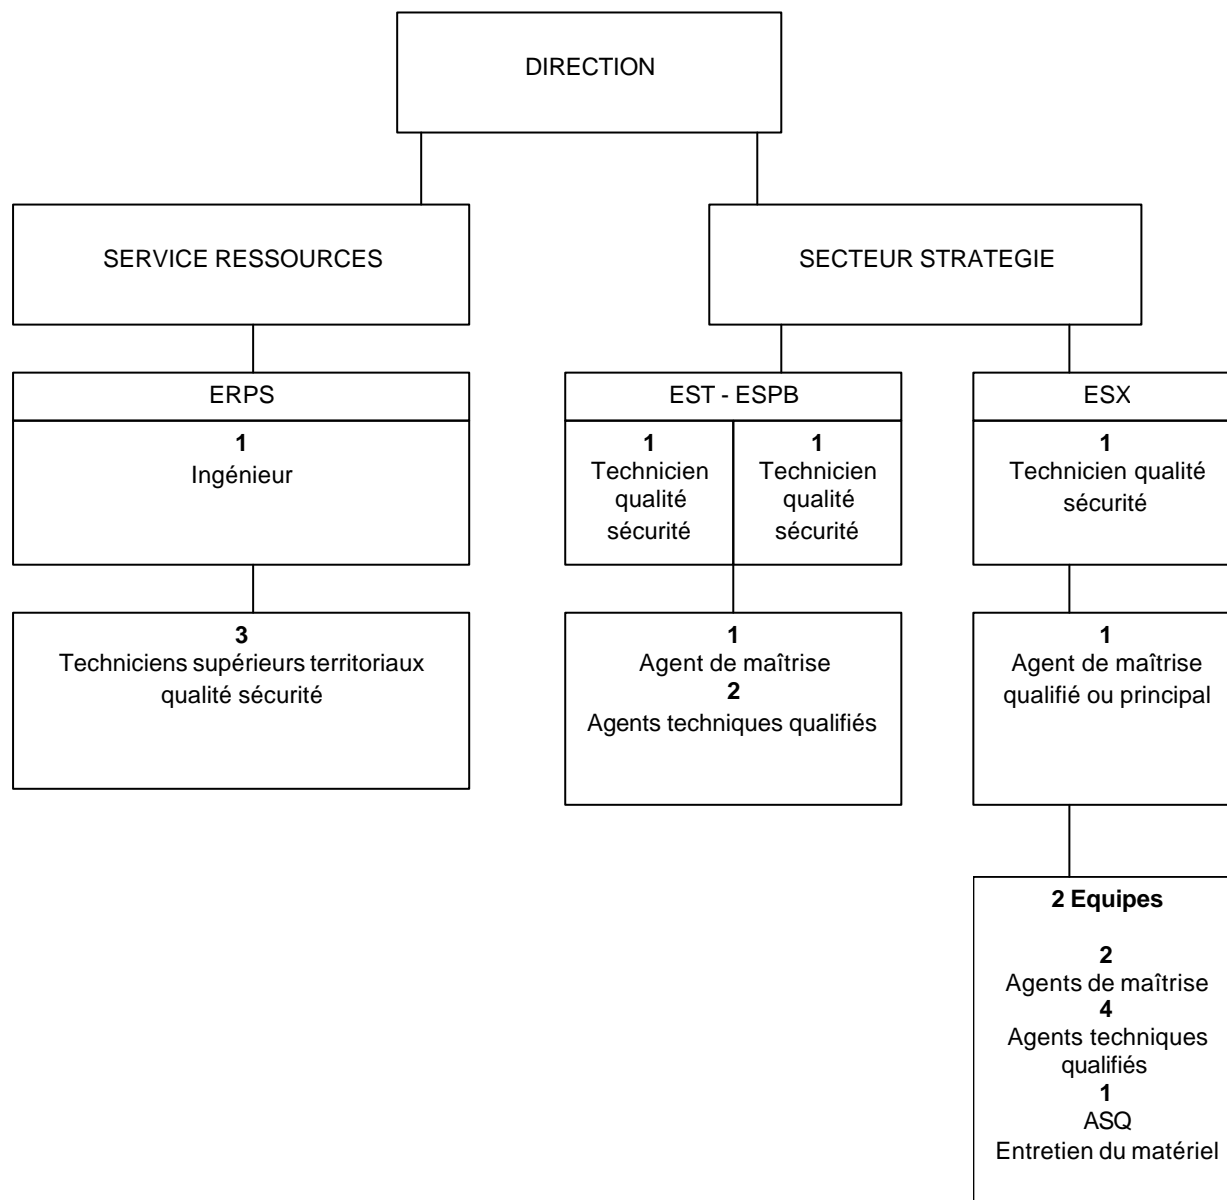 DIRECTION
SERVICE RESSOURCES
SECTEUR STRATEGIE
ERPS
1
Ingénieur
3
Techniciens supérieurs territoriaux
qualité sécurité
EST - ESPB
1
Technicien
qualité
sécurité
1
Technicien
qualité
sécurité
1
Agent de maîtrise
2
Agents techniques qualifiés
ESX
1
Technicien qualité
sécurité
1
Agent de maîtrise
qualifié ou principal
2 Equipes
2
Agents de maîtrise
4
Agents techniques
qualifiés
1
ASQ
Entretien du matériel